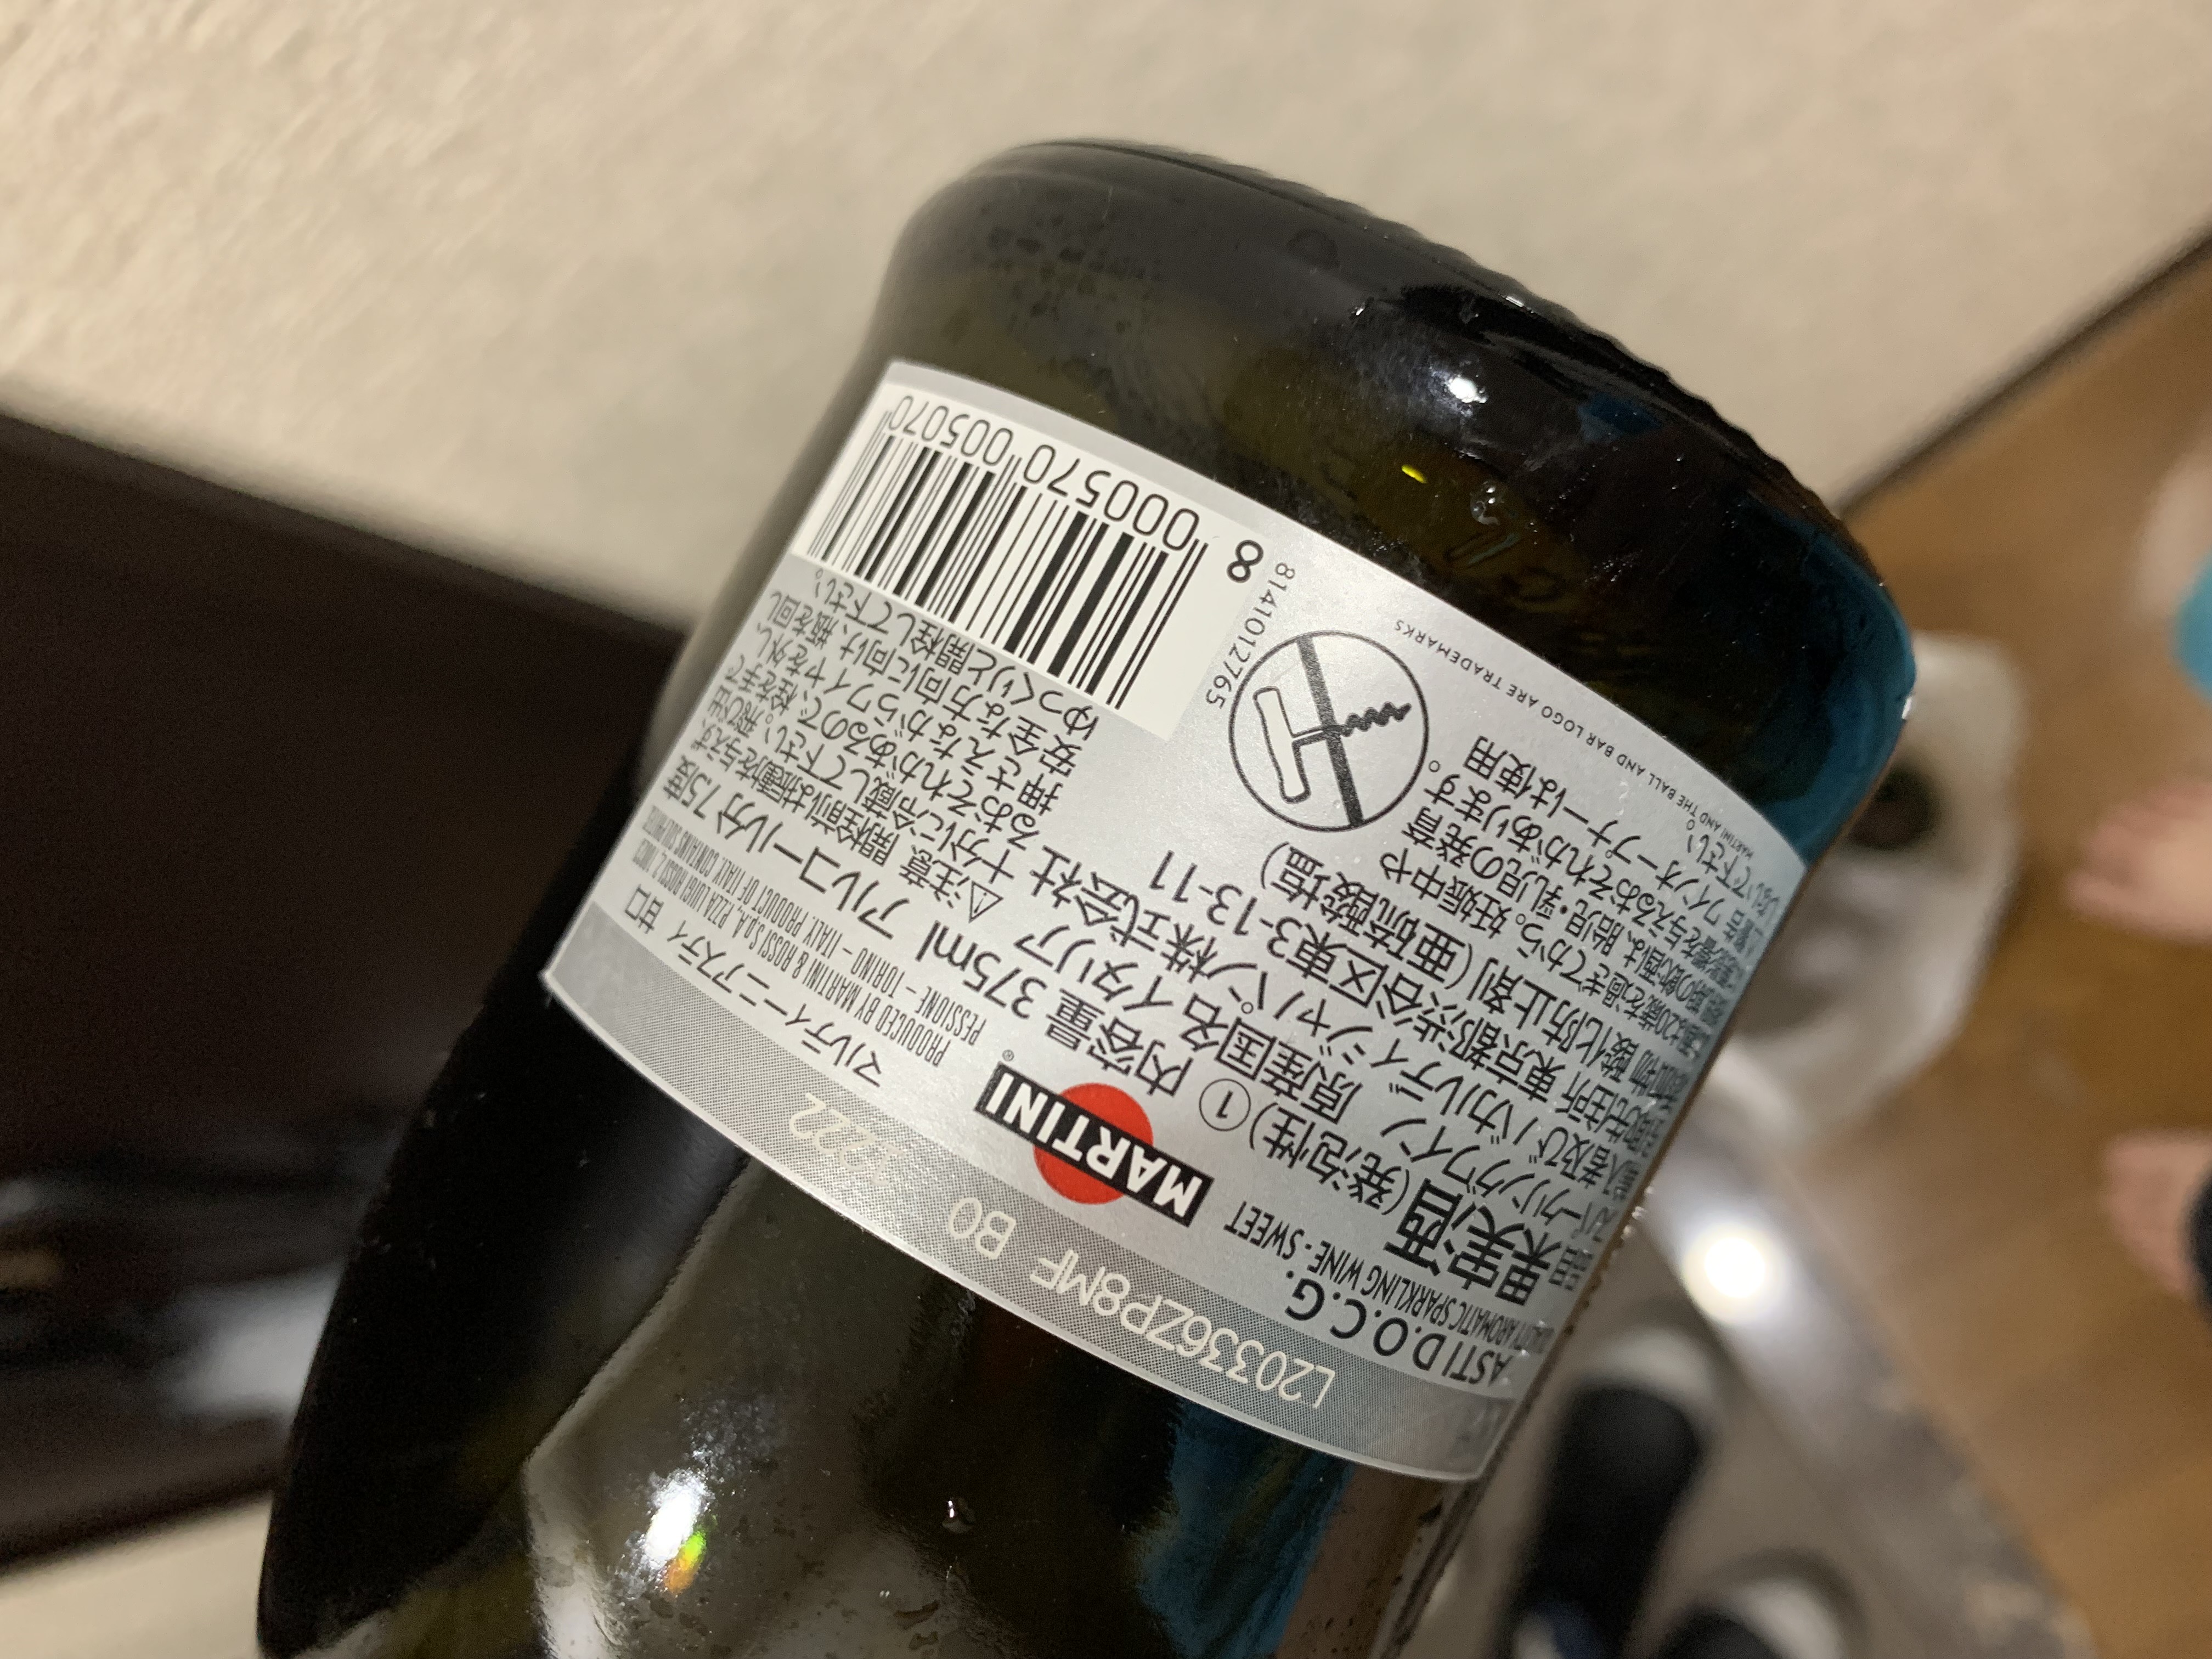 L20336ZP8MF B0 1222
ASTI D.O.C.G.
MARTINI
®
マルティーニ アスティ 甘口
AROMATIC SPARKLING WINE - SWEET
PRODUCED BY MARTINI & ROSSI S.p.A., P.ZZA LUIGI ROSSI 2,
PESSIONE - TORINO - ITALY. PRODUCT OF ITALY. CONTAINS SULPHITES
果実酒(発泡性)① 内容量 375ml アルコール分 7.5度
スパークリングワイン 原産国名 イタリア
輸入者及び バカルディ ジャパン株式会社
引取先住所 東京都渋谷区東3-13-11
添加物 酸化防止剤(亜硫酸塩)
お酒は20歳を過ぎてから。妊娠中や
授乳期の飲酒は、胎児・乳児の発育
に悪影響を与えるおそれがあります。
⚠警告 ワインオープナーは使用
しないで下さい。
⚠注意 開栓前は振動を与えず、
十分に冷蔵して下さい。飛び出
るおそれがあるので、栓を手で
押さえながらワイヤを外し、
安全な方向に向け、瓶を回し
ゆっくりと開栓して下さい。
MARTINI AND THE BALL AND BAR LOGO ARE TRADEMARKS
8141012765
8 000570 005070